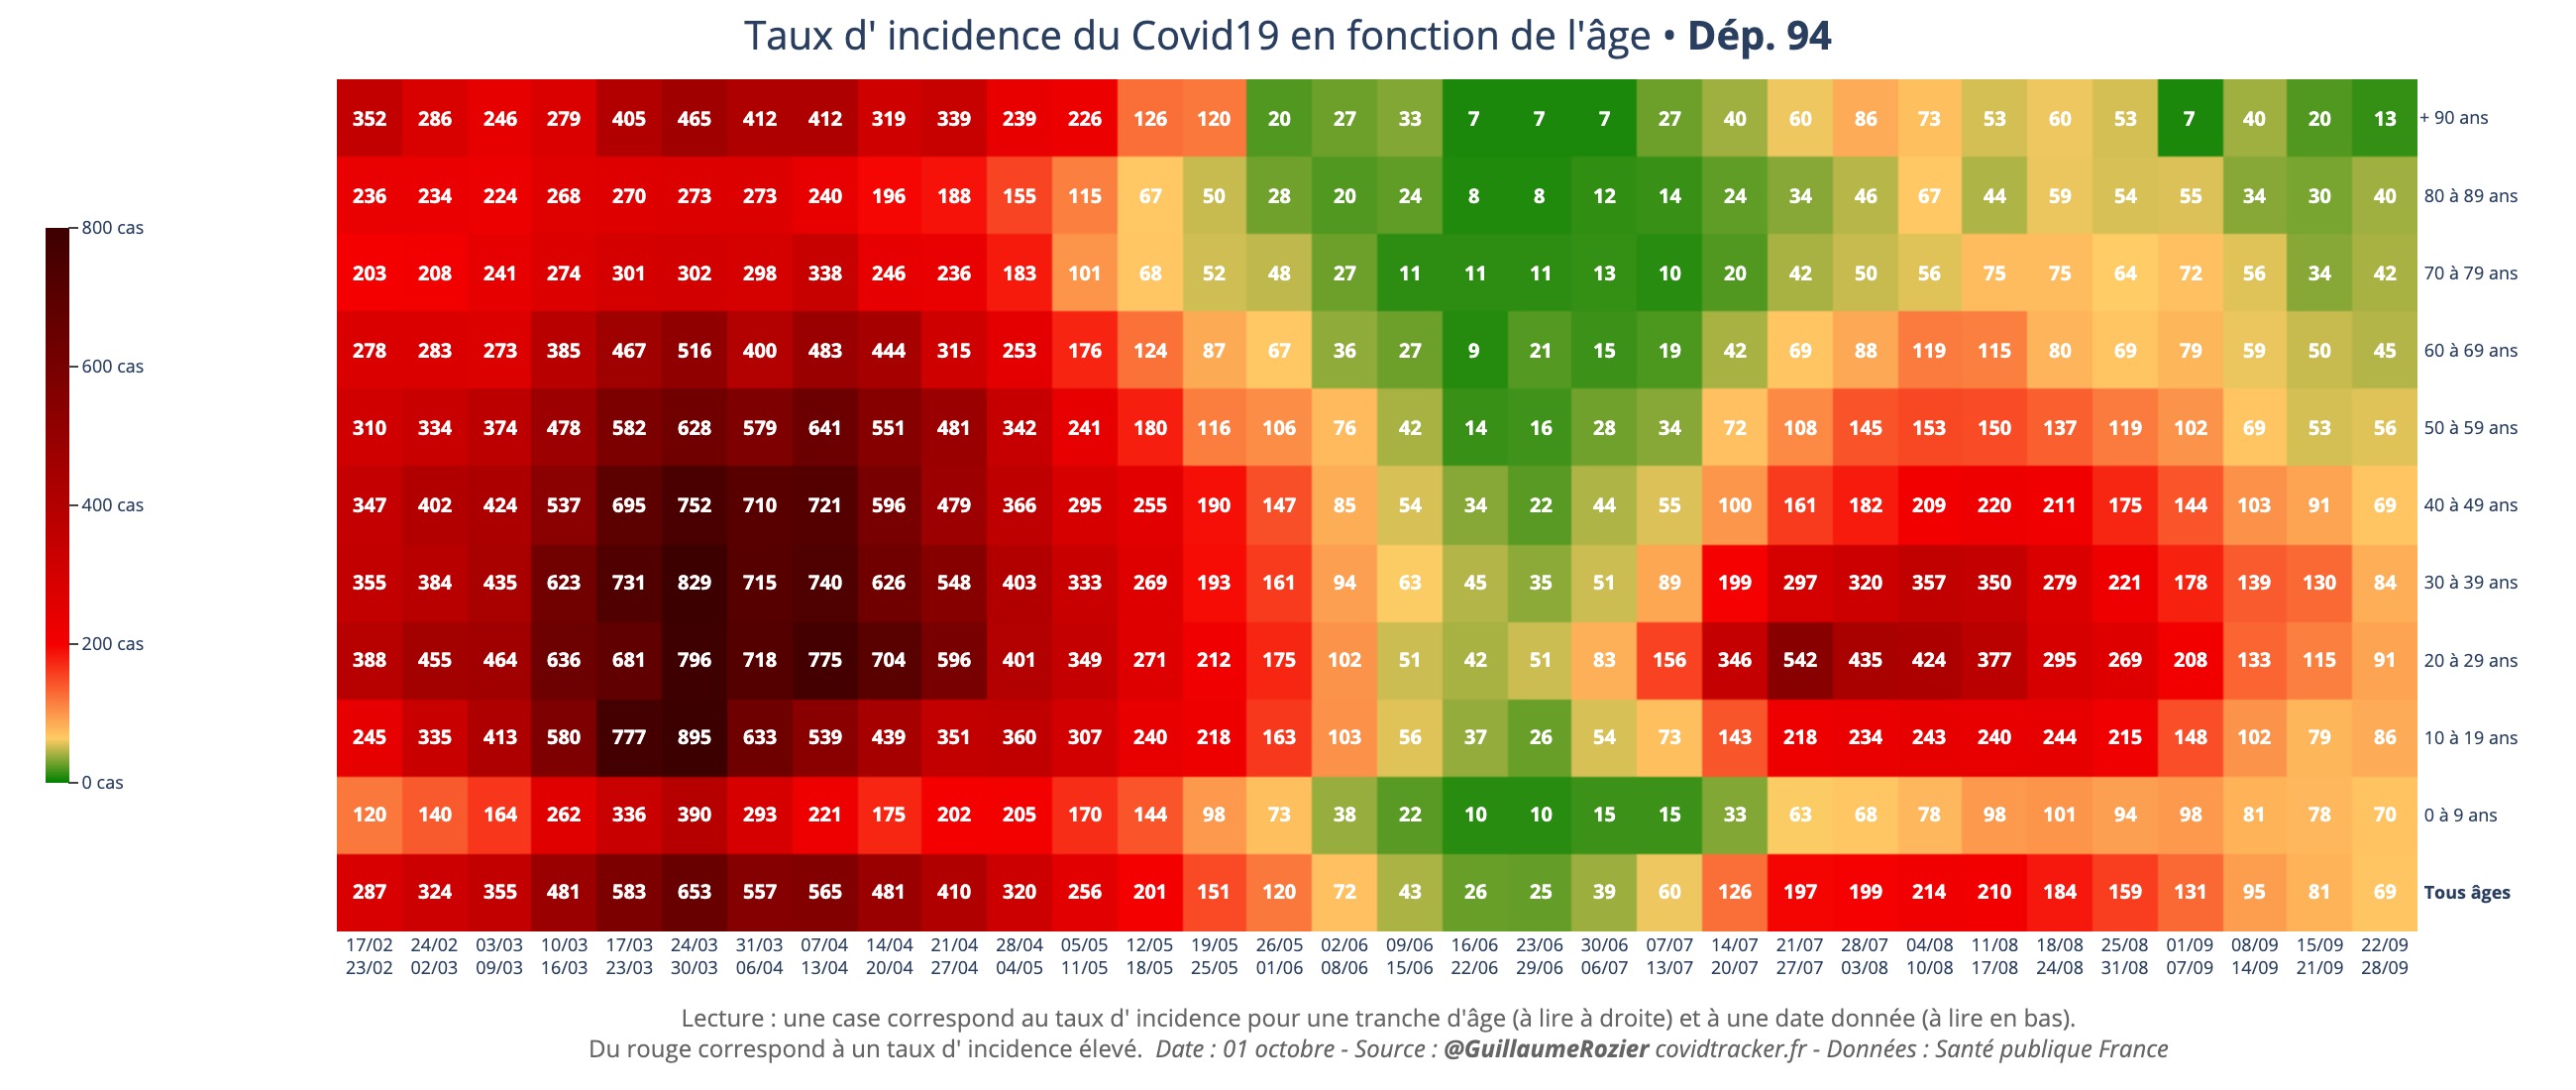 Taux d' incidence du Covid19 en fonction de l'âge • Dép. 94
352 286 246 279 405 465 412 412 319 339 239 226 126 120 20 27 33 7 7 7 27 40 60 86 73 53 60 53 7 40 20 13 + 90 ans
236 234 224 268 270 273 273 240 196 188 155 115 67 50 28 20 24 8 8 12 14 24 34 46 67 44 59 54 55 34 30 40 80 à 89 ans
800 cas
203 208 241 274 301 302 298 338 246 236 183 101 68 52 48 27 11 11 11 13 10 20 42 50 56 75 75 64 72 56 34 42 70 à 79 ans
278 283 273 385 467 516 400 483 444 315 253 176 124 87 67 36 27 9 21 15 19 42 69 88 119 115 80 69 79 59 50 45 60 à 69 ans
600 cas
310 334 374 478 582 628 579 641 551 481 342 241 180 116 106 76 42 14 16 28 34 72 108 145 153 150 137 119 102 69 53 56 50 à 59 ans
400 cas
347 402 424 537 695 752 710 721 596 479 366 295 255 190 147 85 54 34 22 44 55 100 161 182 209 220 211 175 144 103 91 69 40 à 49 ans
355 384 435 623 731 829 715 740 626 548 403 333 269 193 161 94 63 45 35 51 89 199 297 320 357 350 279 221 178 139 130 84 30 à 39 ans
200 cas
388 455 464 636 681 796 718 775 704 596 401 349 271 212 175 102 51 42 51 83 156 346 542 435 424 377 295 269 208 133 115 91 20 à 29 ans
245 335 413 580 777 895 633 539 439 351 360 307 240 218 163 103 56 37 26 54 73 143 218 234 243 240 244 215 148 102 79 86 10 à 19 ans
0 cas
120 140 164 262 336 390 293 221 175 202 205 170 144 98 73 38 22 10 10 15 15 33 63 68 78 98 101 94 98 81 78 70 0 à 9 ans
287 324 355 481 583 653 557 565 481 410 320 256 201 151 120 72 43 26 25 39 60 126 197 199 214 210 184 159 131 95 81 69 Tous âges
17/02 24/02 03/03 10/03 17/03 24/03 31/03 07/04 14/04 21/04 28/04 05/05 12/05 19/05 26/05 02/06 09/06 16/06 23/06 30/06 07/07 14/07 21/07 28/07 04/08 11/08 18/08 25/08 01/09 08/09 15/09 22/09
23/02 02/03 09/03 16/03 23/03 30/03 06/04 13/04 20/04 27/04 04/05 11/05 18/05 25/05 01/06 08/06 15/06 22/06 29/06 06/07 13/07 20/07 27/07 03/08 10/08 17/08 24/08 31/08 07/09 14/09 21/09 28/09
Lecture : une case correspond au taux d' incidence pour une tranche d'âge (à lire à droite) et à une date donnée (à lire en bas).
Du rouge correspond à un taux d' incidence élevé. Date : 01 octobre - Source : @GuillaumeRozier covidtracker.fr - Données : Santé publique France